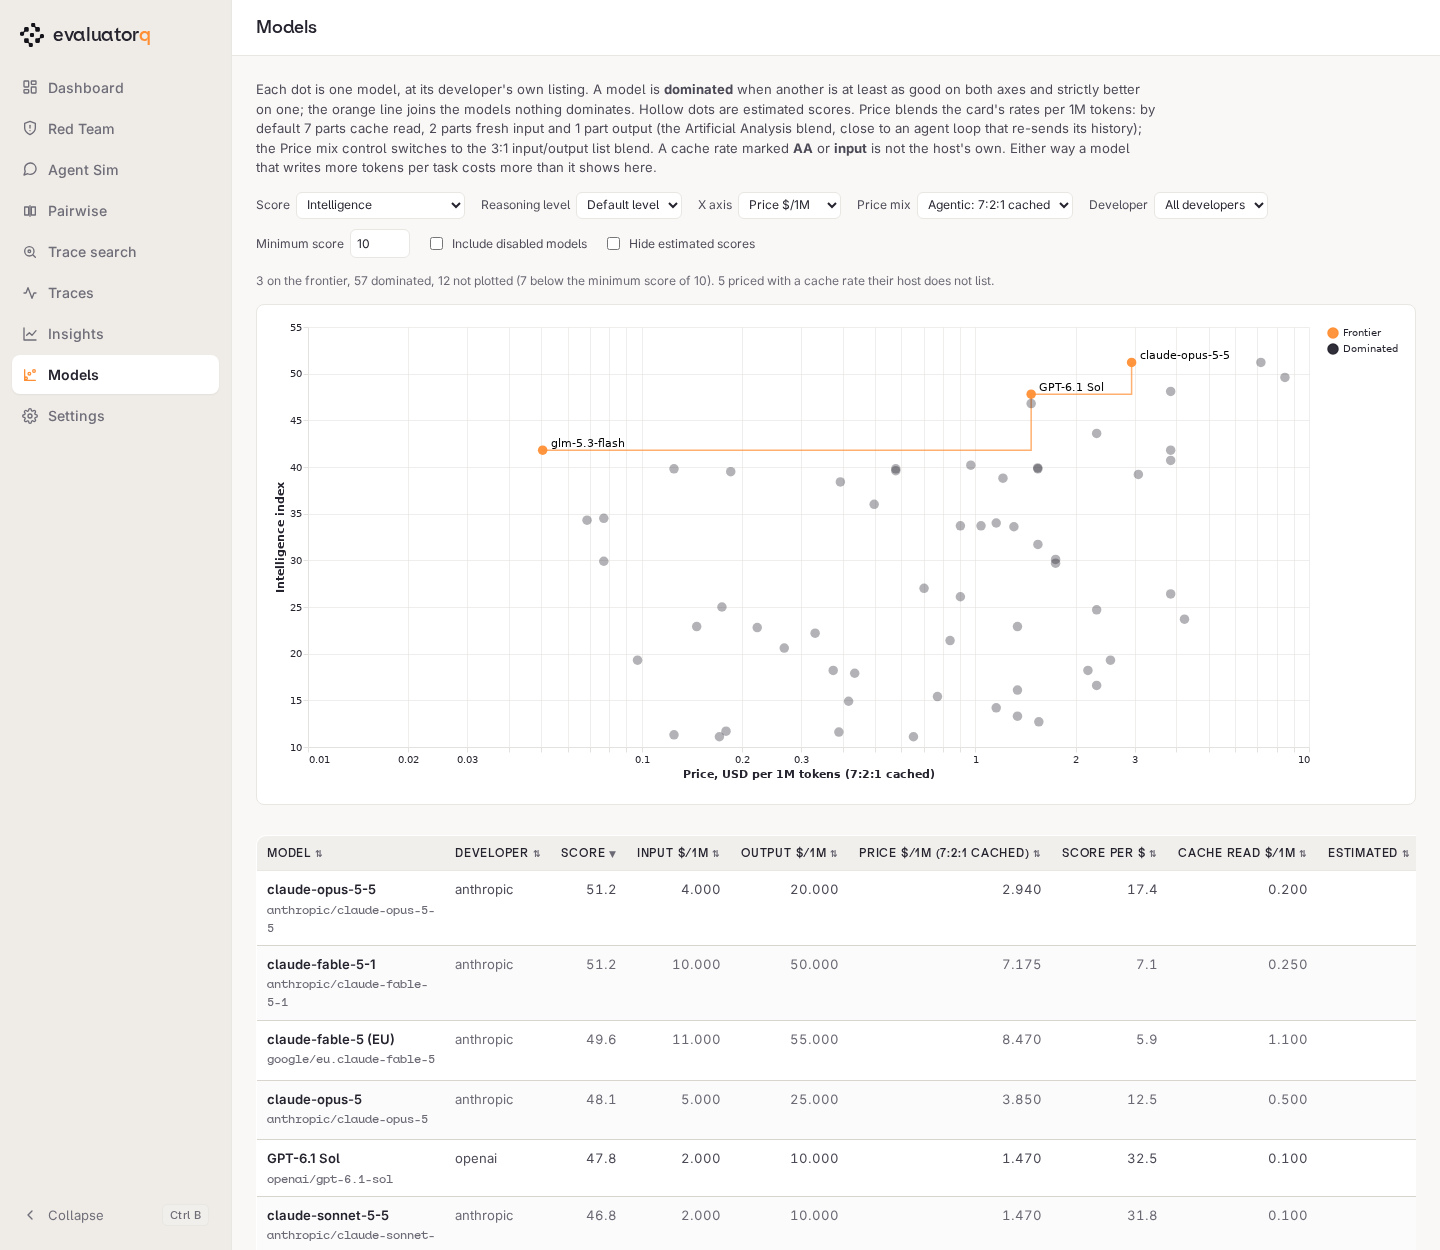 evaluatorq
Models
Dashboard
Red Team
Agent Sim
Pairwise
Trace search
Traces
Insights
Models
Settings
Collapse Ctrl B
Each dot is one model, at its developer's own listing. A model is dominated when another is at least as good on both axes and strictly better
on one; the orange line joins the models nothing dominates. Hollow dots are estimated scores. Price blends the card's rates per 1M tokens: by
default 7 parts cache read, 2 parts fresh input and 1 part output (the Artificial Analysis blend, close to an agent loop that re-sends its history);
the Price mix control switches to the 3:1 input/output list blend. A cache rate marked AA or input is not the host's own. Either way a model
that writes more tokens per task costs more than it shows here.
Score Intelligence Reasoning level Default level X axis Price $/1M Price mix Agentic: 7:2:1 cached Developer All developers
Minimum score 10 Include disabled models Hide estimated scores
3 on the frontier, 57 dominated, 12 not plotted (7 below the minimum score of 10). 5 priced with a cache rate their host does not list.
55
50
45
40
35
30
25
20
15
10
Intelligence index
claude-opus-5-5
GPT-6.1 Sol
glm-5.3-flash
Frontier
Dominated
0.01 0.02 0.03 0.1 0.2 0.3 1 2 3 10
Price, USD per 1M tokens (7:2:1 cached)
MODEL ⇅ DEVELOPER ⇅ SCORE ▼ INPUT $/1M ⇅ OUTPUT $/1M ⇅ PRICE $/1M (7:2:1 CACHED) ⇅ SCORE PER $ ⇅ CACHE READ $/1M ⇅ ESTIMATED ⇅
claude-opus-5-5 anthropic 51.2 4.000 20.000 2.940 17.4 0.200
anthropic/claude-opus-5-
5
claude-fable-5-1 anthropic 51.2 10.000 50.000 7.175 7.1 0.250
anthropic/claude-fable-
5-1
claude-fable-5 (EU) anthropic 49.6 11.000 55.000 8.470 5.9 1.100
google/eu.claude-fable-5
claude-opus-5 anthropic 48.1 5.000 25.000 3.850 12.5 0.500
anthropic/claude-opus-5
GPT-6.1 Sol openai 47.8 2.000 10.000 1.470 32.5 0.100
openai/gpt-6.1-sol
claude-sonnet-5-5 anthropic 46.8 2.000 10.000 1.470 31.8 0.100
anthropic/claude-sonnet-